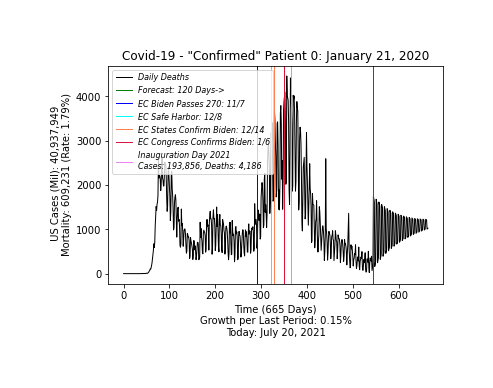 Covid-19 - "Confirmed" Patient 0: January 21, 2020
Daily Deaths
Forecast: 120 Days->
EC Biden Passes 270: 11/7
EC Safe Harbor: 12/8
EC States Confirm Biden: 12/14
EC Congress Confirms Biden: 1/6
Inauguration Day 2021
Cases: 193,856, Deaths: 4,186
US Cases (Mil): 40,937,949
Mortality: 609,231 (Rate: 1.79%)
4000
3000
2000
1000
0
0 100 200 300 400 500 600
Time (665 Days)
Growth per Last Period: 0.15%
Today: July 20, 2021